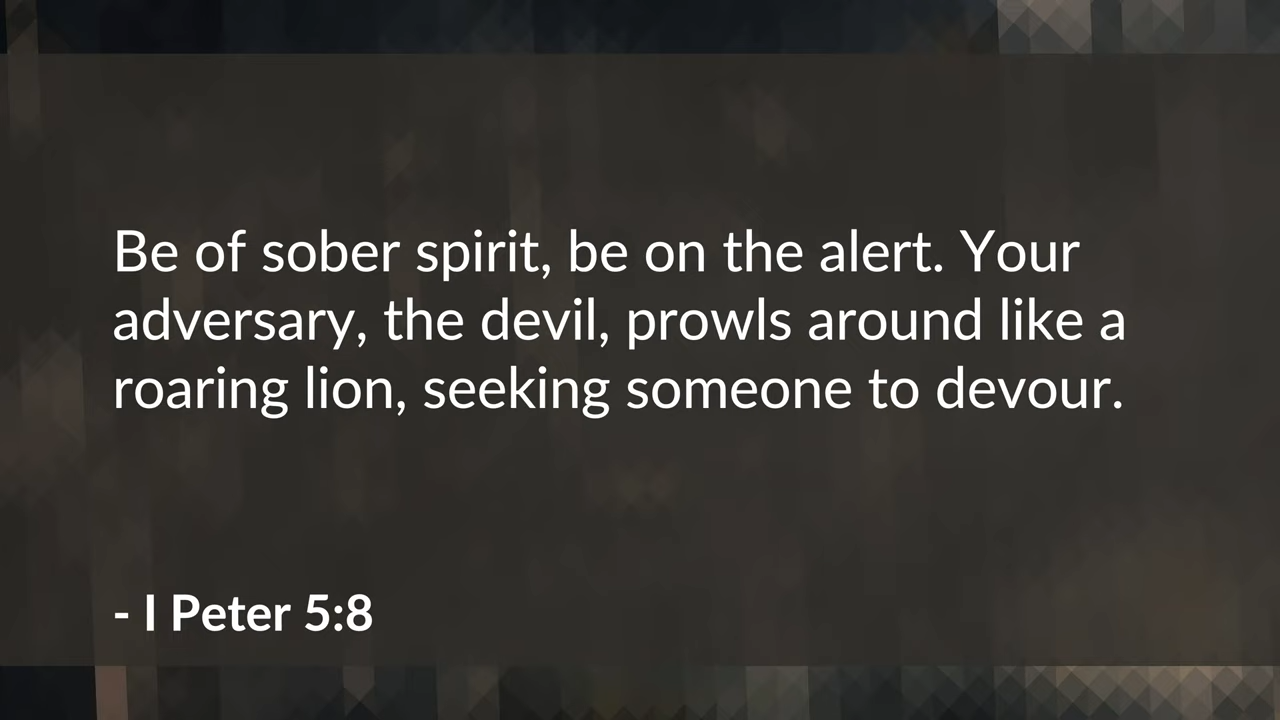 Be of sober spirit, be on the alert. Your
adversary, the devil, prowls around like a
roaring lion, seeking someone to devour.
- I Peter 5:8